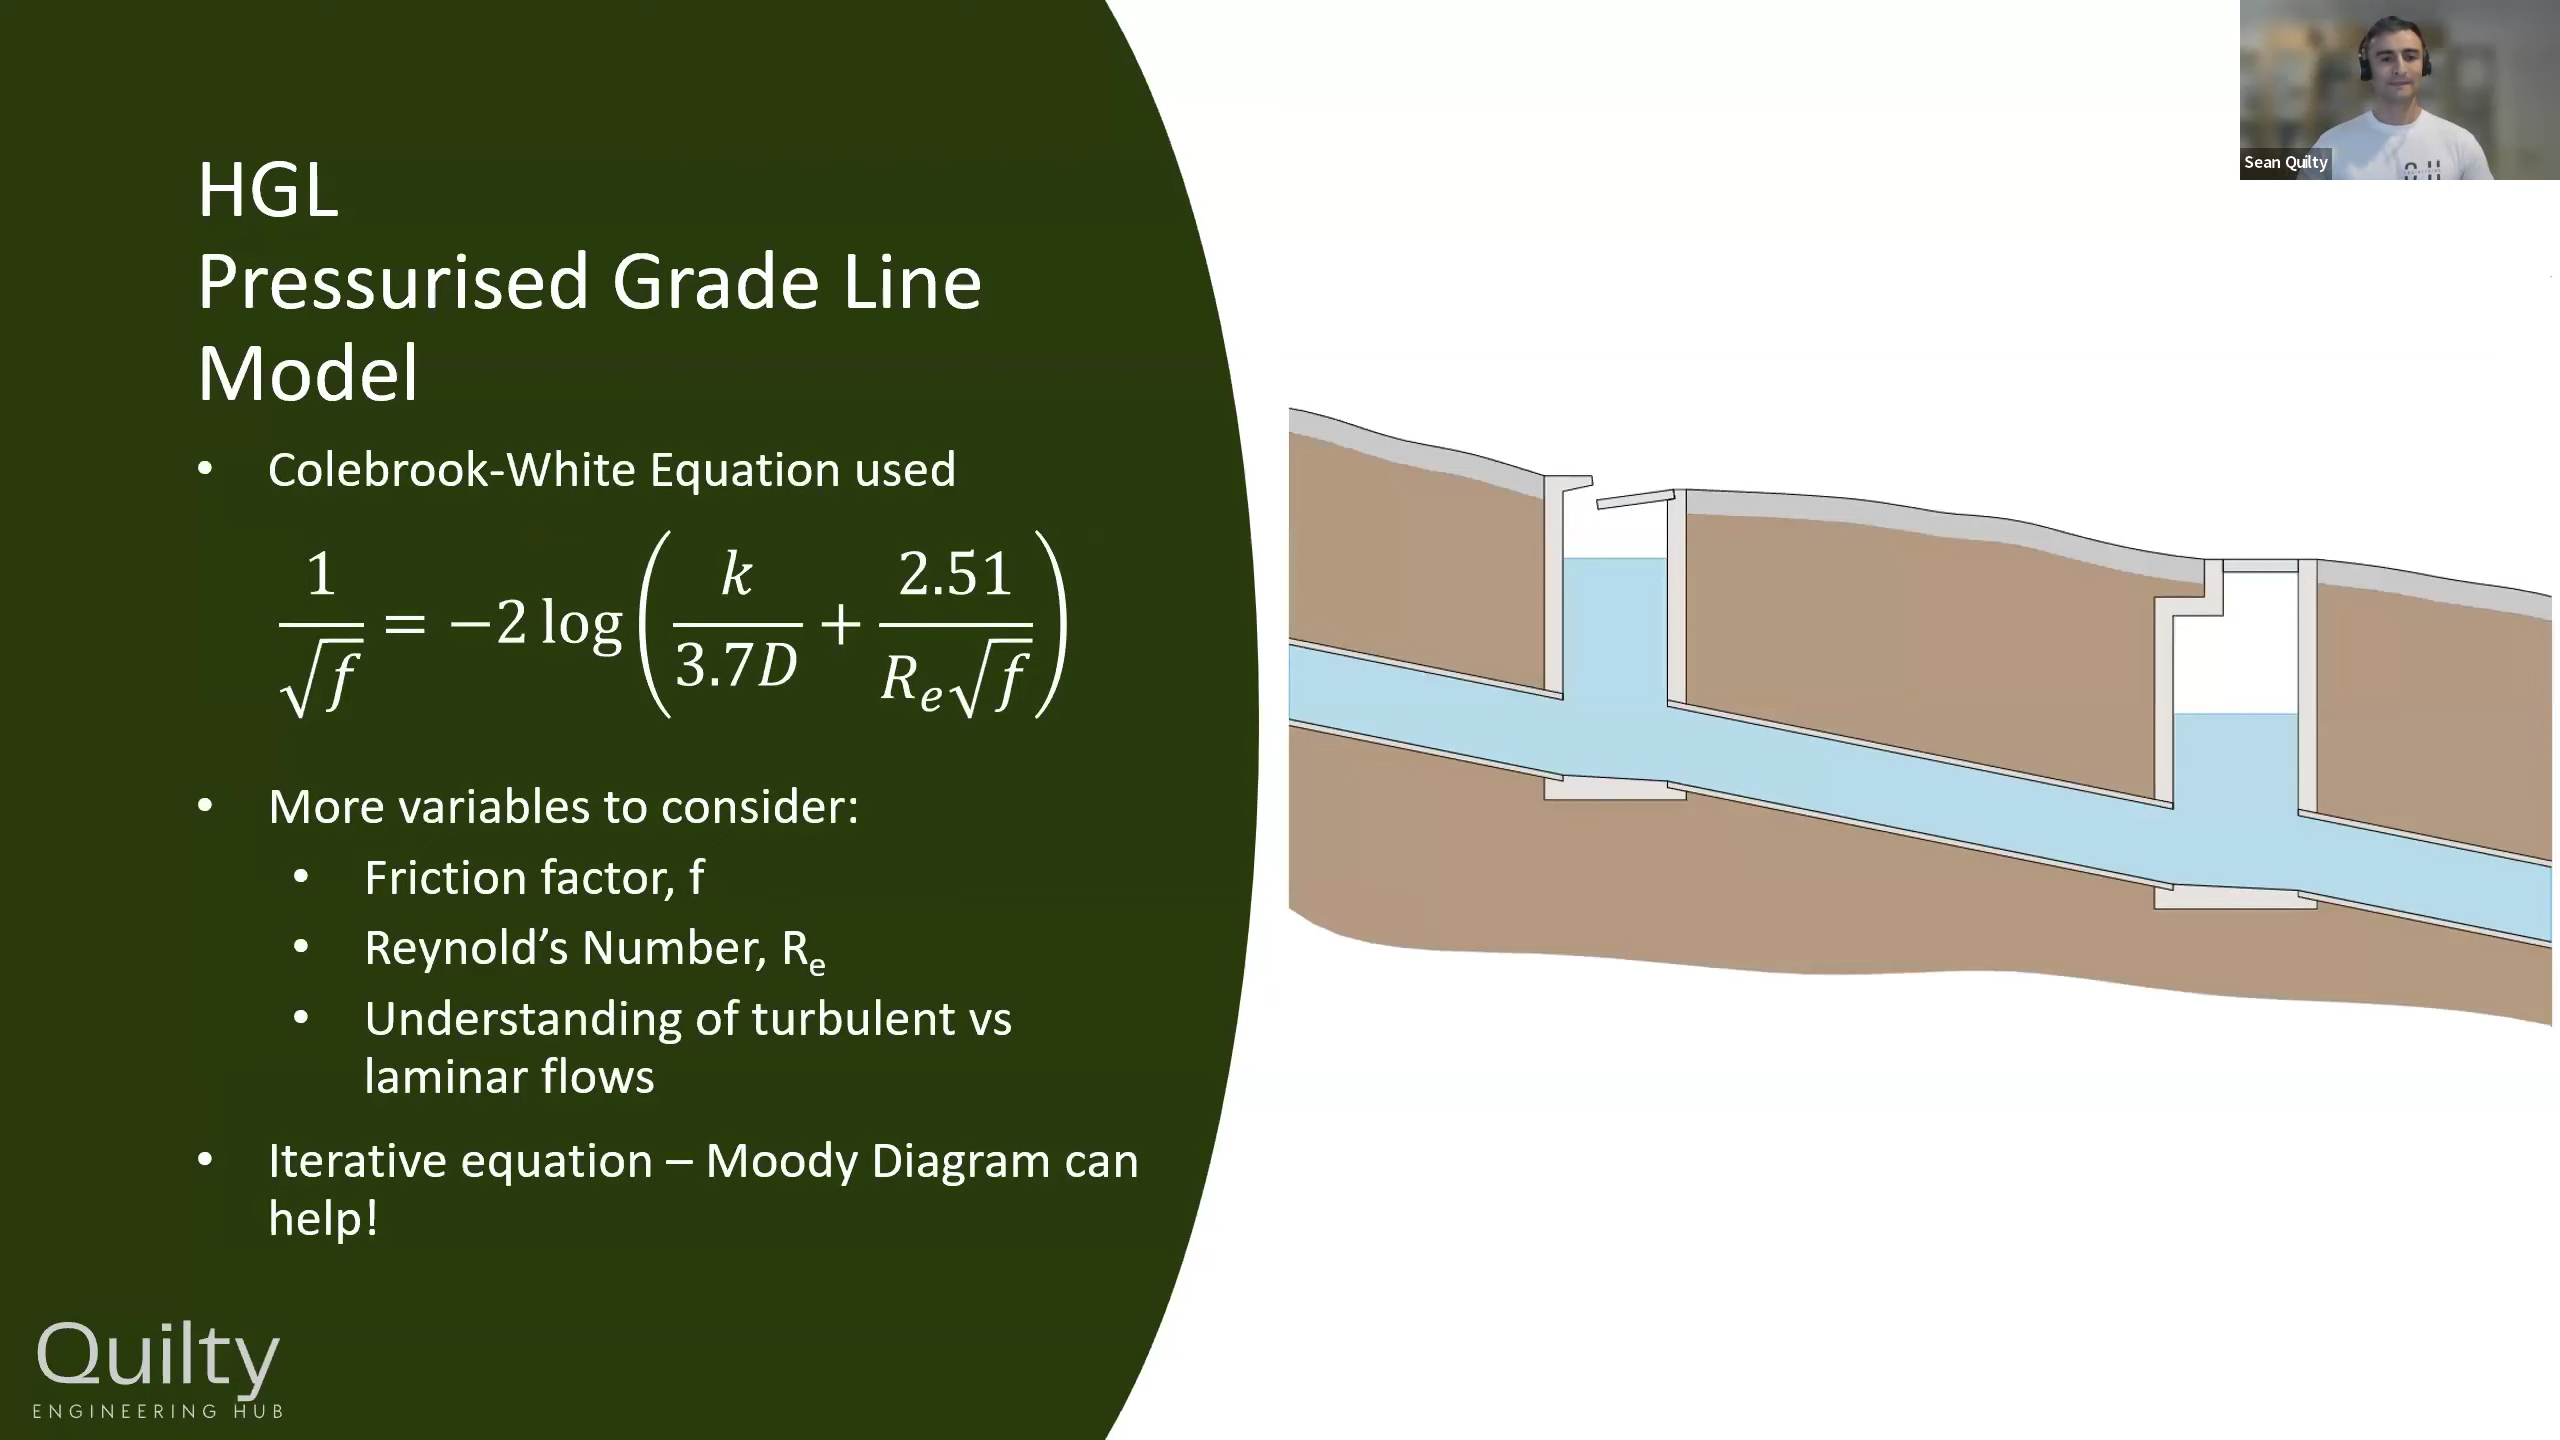 HGL
Pressurised Grade Line
Model
• Colebrook-White Equation used
1/√f = −2 log(k/3.7D + 2.51/Rₑ√f)
• More variables to consider:
• Friction factor, f
• Reynold’s Number, Rₑ
• Understanding of turbulent vs
laminar flows
• Iterative equation – Moody Diagram can
help!
Quilty
ENGINEERING HUB
Sean Quilty